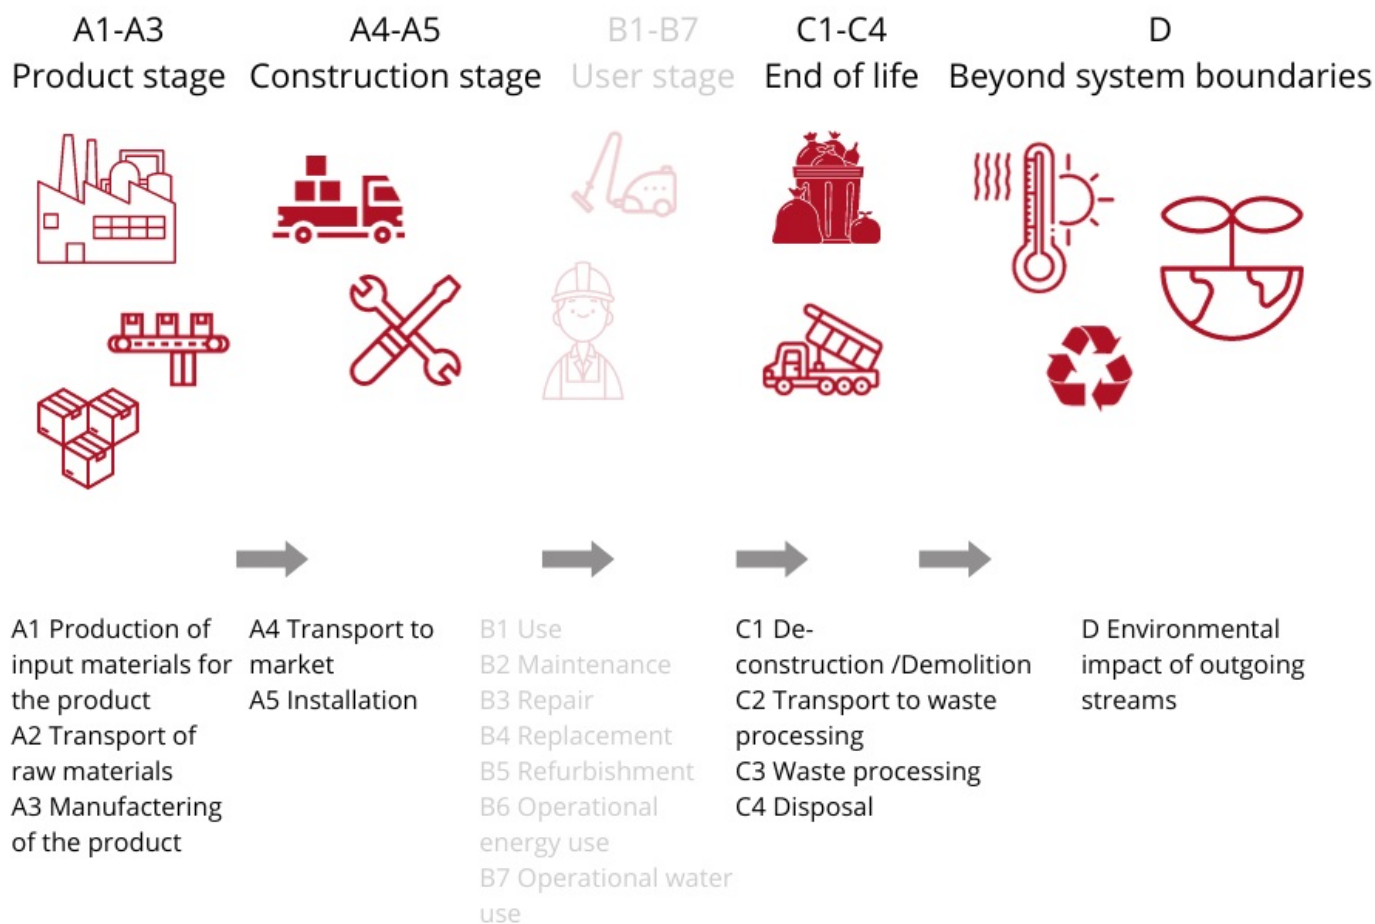 A1-A3
Product stage
A4-A5
Construction stage
B1-B7
User stage
C1-C4
End of life
D
Beyond system boundaries
A1 Production of
input materials for
the product
A2 Transport of
raw materials
A3 Manufactering
of the product
A4 Transport to
market
A5 Installation
B1 Use
B2 Maintenance
B3 Repair
B4 Replacement
B5 Refurbishment
B6 Operational
energy use
B7 Operational water
use
C1 De-
construction /Demolition
C2 Transport to waste
processing
C3 Waste processing
C4 Disposal
D Environmental
impact of outgoing
streams